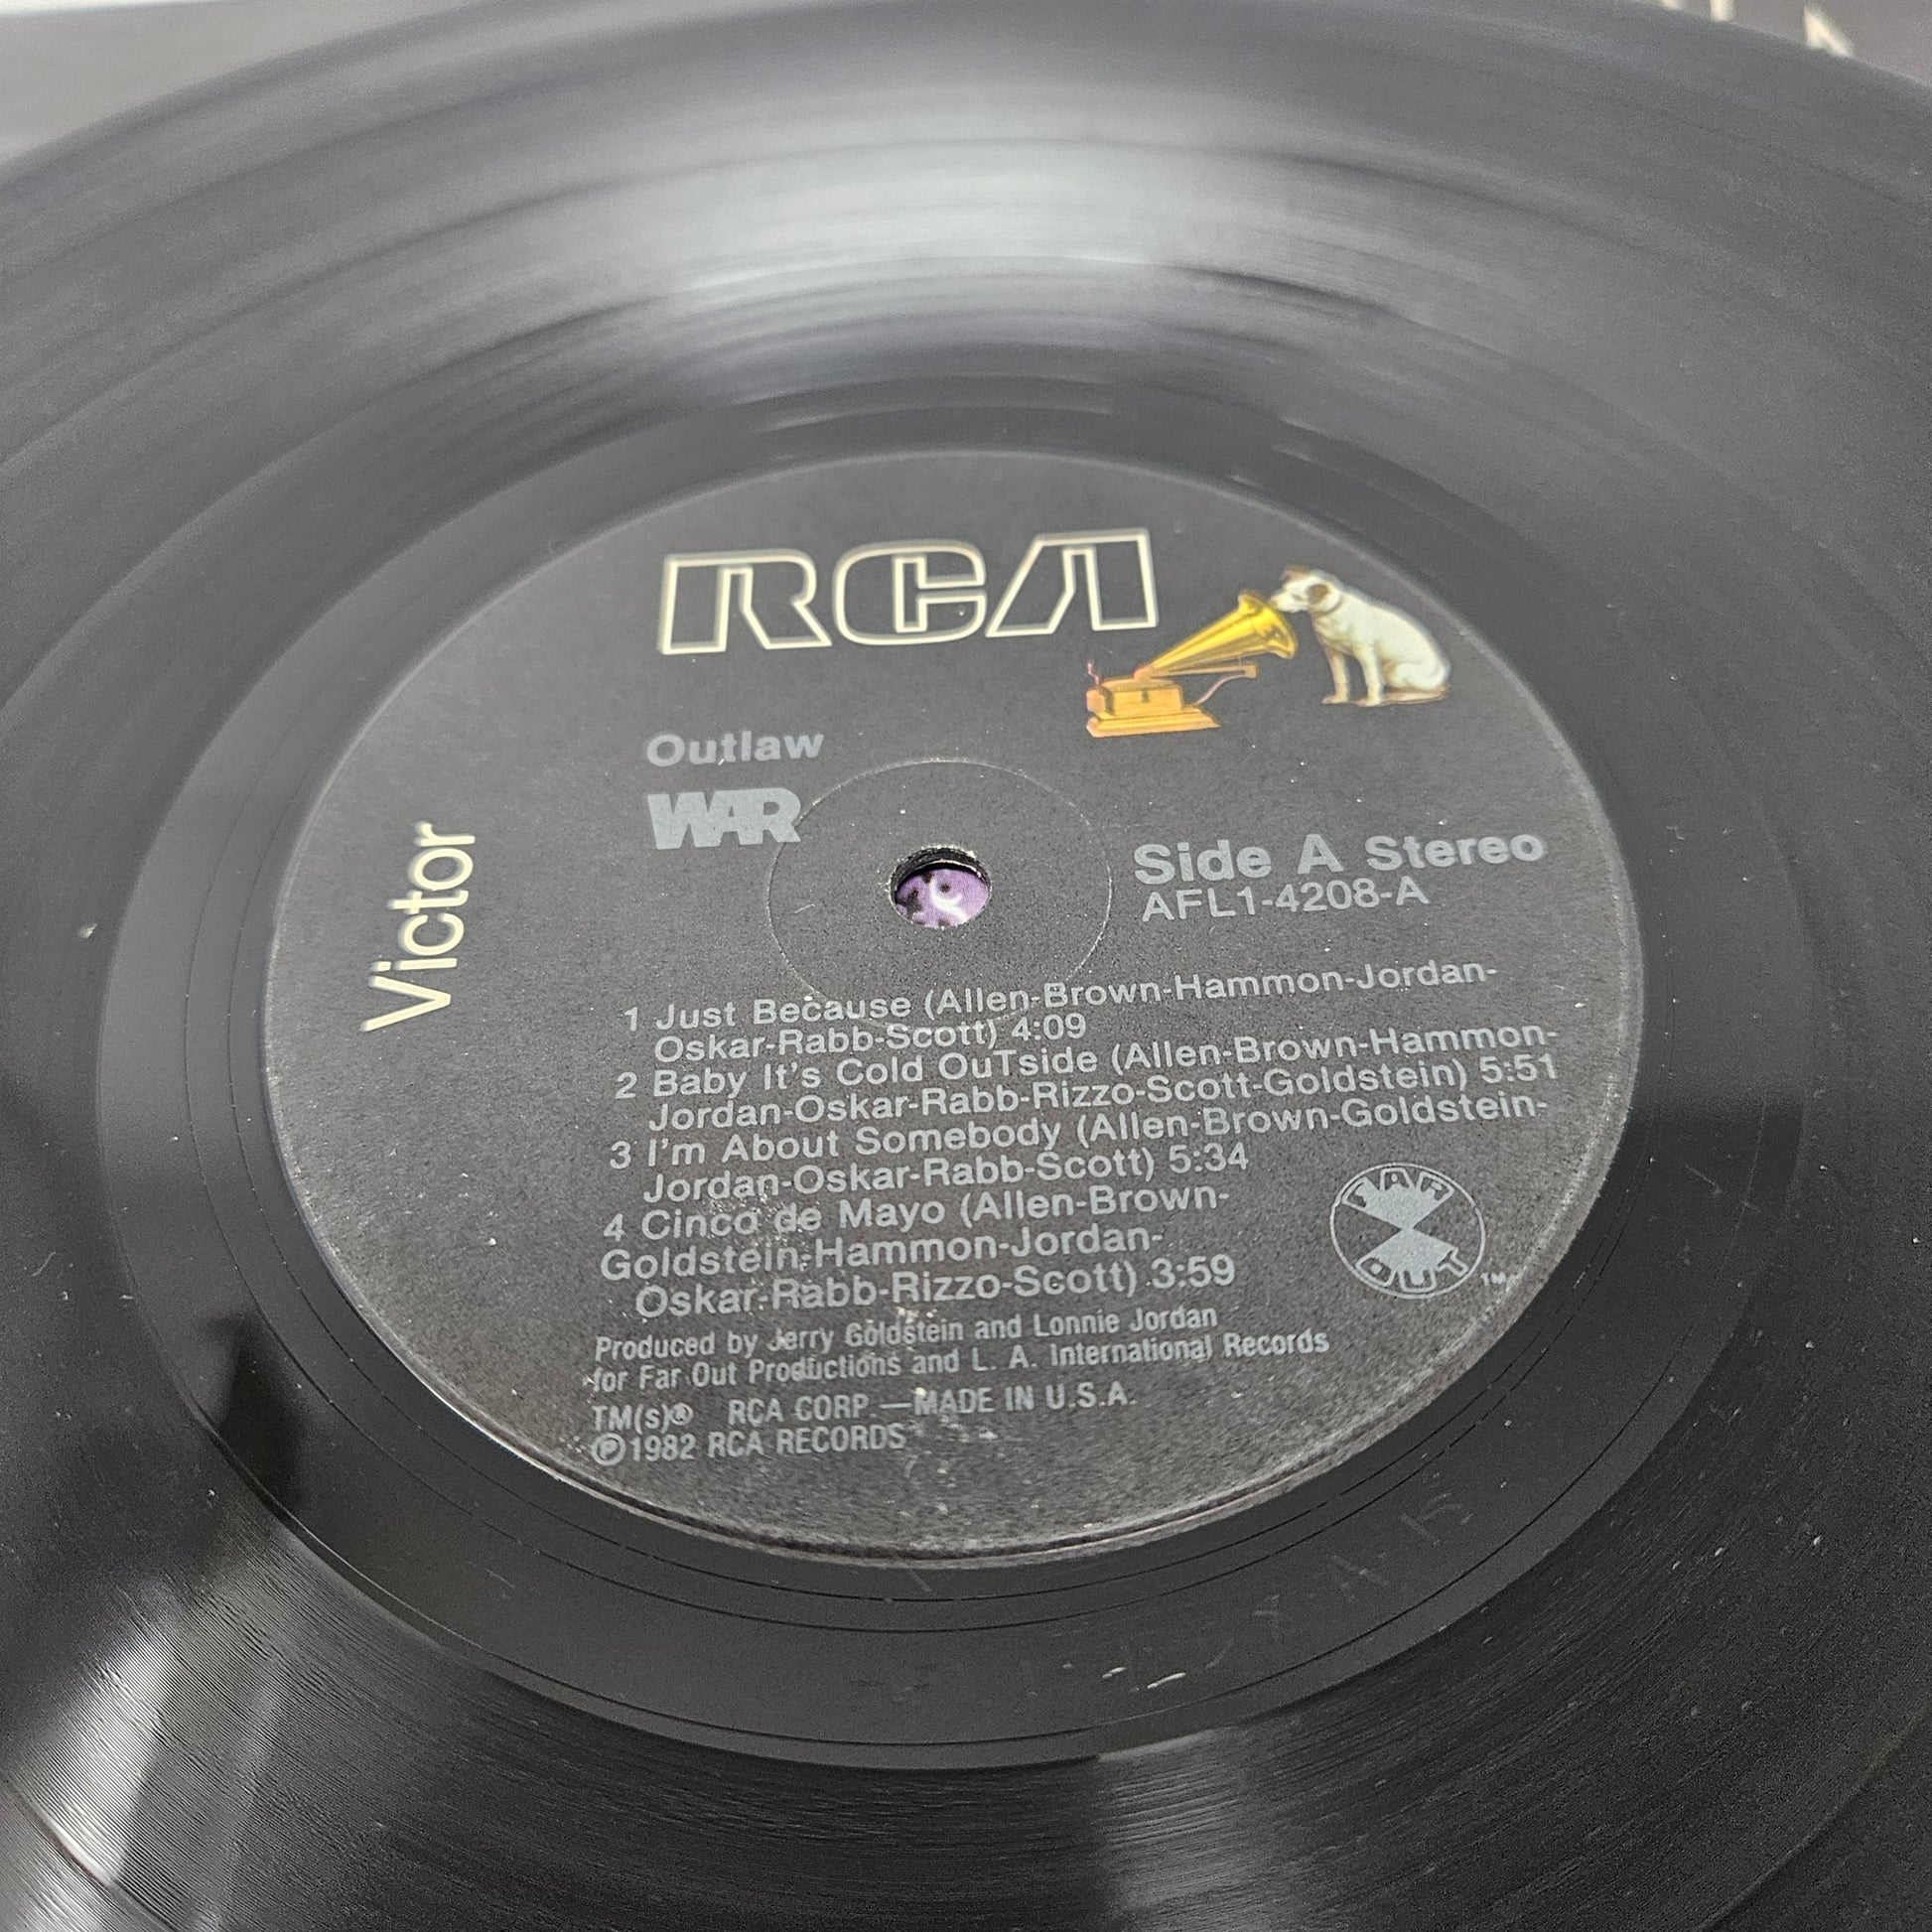 RCA
Victor
Outlaw
WAR
Side A Stereo
AFL1-4208-A
1 Just Because (Allen-Brown-Hammon-Jordan-
Oskar-Rabb-Scott) 4:09
2 Baby It's Cold OuTside (Allen-Brown-Hammon-
Jordan-Oskar-Rabb-Rizzo-Scott-Goldstein) 5:51
3 I'm About Somebody (Allen-Brown-Goldstein-
Jordan-Oskar-Rabb-Scott) 5:34
4 Cinco de Mayo (Allen-Brown-
Goldstein-Hammon-Jordan-
Oskar-Rabb-Rizzo-Scott) 3:59
FAR
OUT
TM
Produced by Jerry Goldstein and Lonnie Jordan
for Far Out Productions and L. A. International Records
TM(s)® RCA CORP.—MADE IN U.S.A.
Ⓟ1982 RCA RECORDS